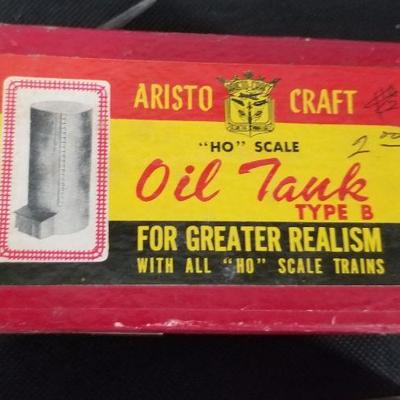 ARISTO CRAFT
"HO" SCALE
Oil Tank
TYPE B
FOR GREATER REALISM
WITH ALL "HO" SCALE TRAINS
2 00